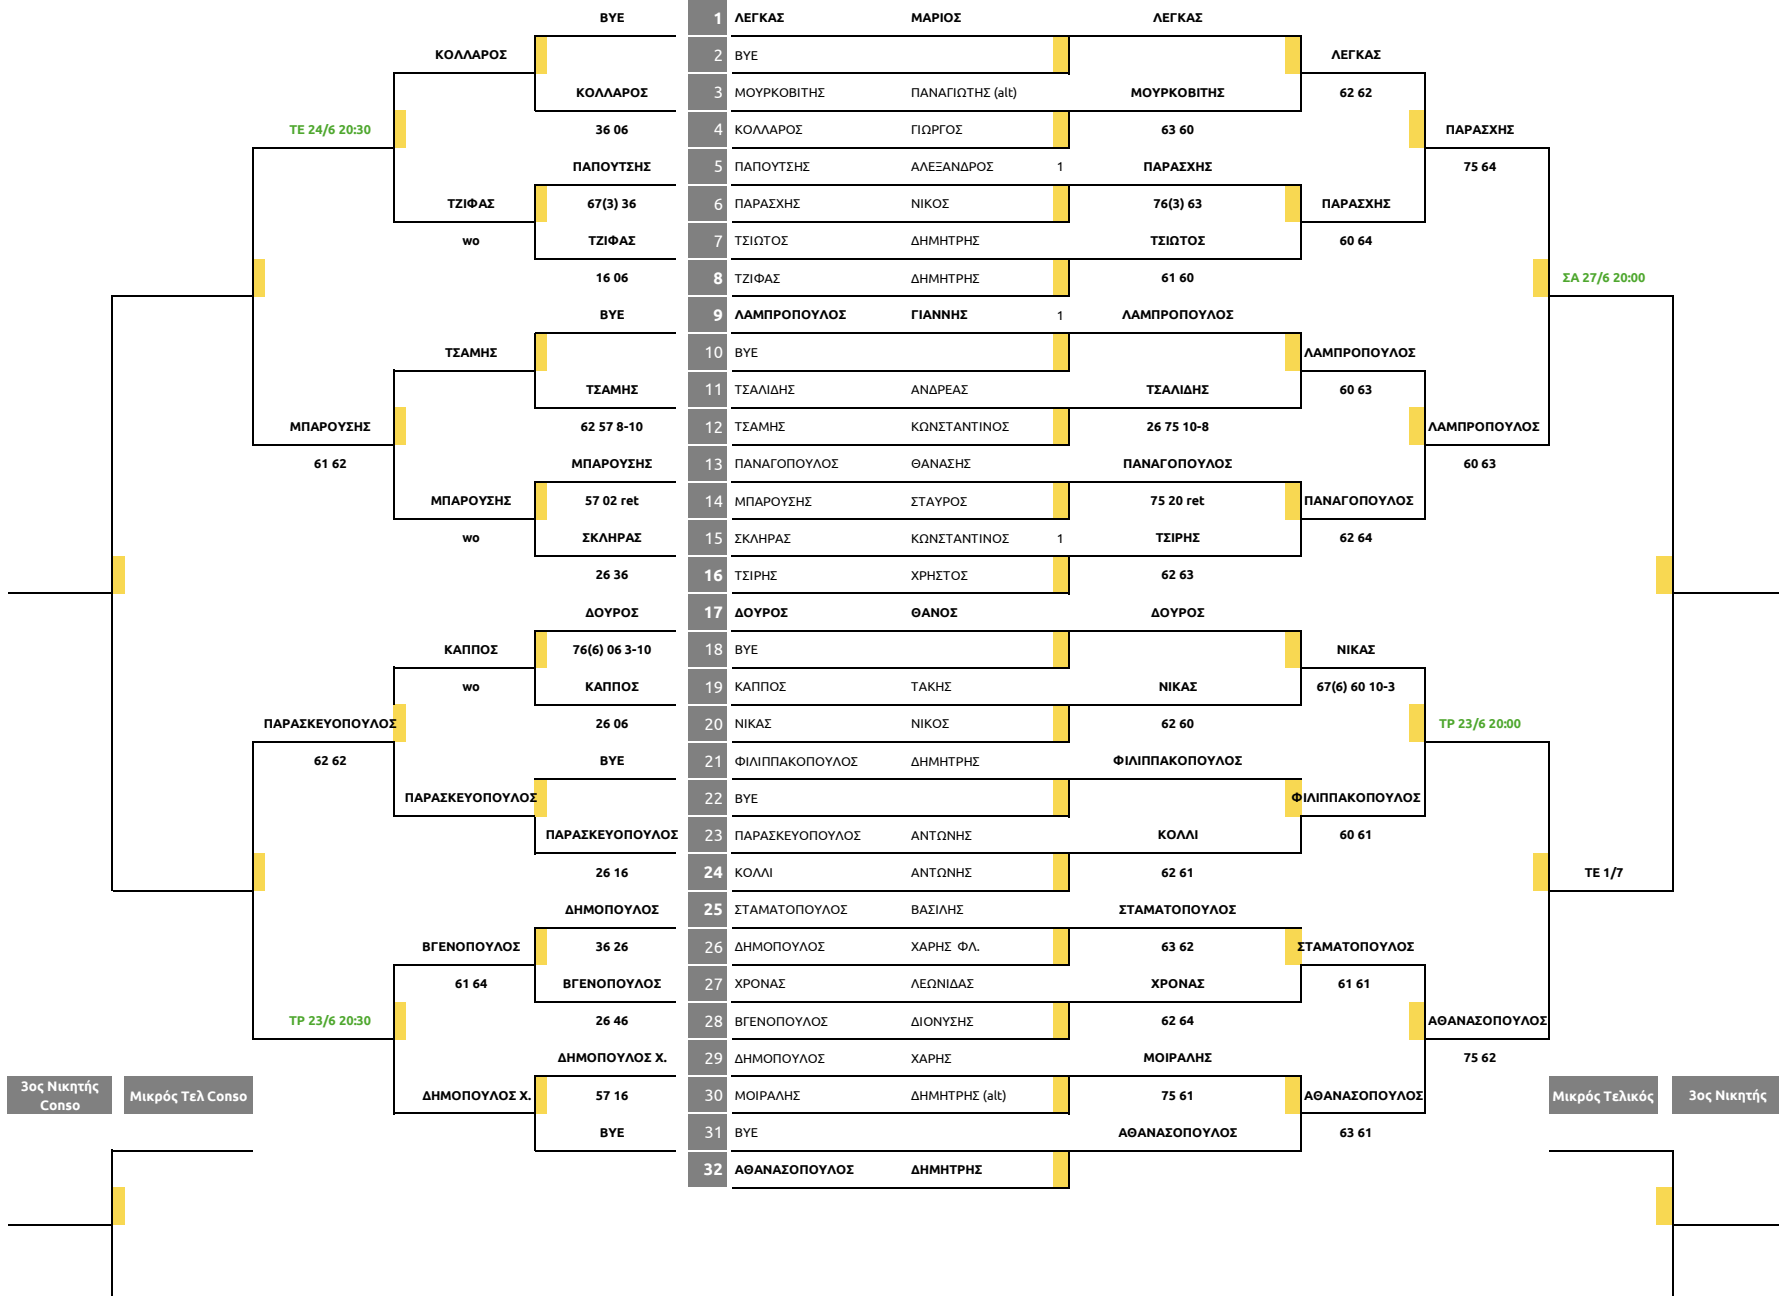 BYE 1 ΛΕΓΚΑΣ ΜΑΡΙΟΣ ΛΕΓΚΑΣ
ΚΟΛΛΑΡΟΣ 2 BYE ΛΕΓΚΑΣ
ΚΟΛΛΑΡΟΣ 3 ΜΟΥΡΚΟΒΙΤΗΣ ΠΑΝΑΓΙΩΤΗΣ (alt) ΜΟΥΡΚΟΒΙΤΗΣ 62 62
ΤΕ 24/6 20:30 36 06 4 ΚΟΛΛΑΡΟΣ ΓΙΩΡΓΟΣ 63 60 ΠΑΡΑΣΧΗΣ
ΠΑΠΟΥΤΣΗΣ 5 ΠΑΠΟΥΤΣΗΣ ΑΛΕΞΑΝΔΡΟΣ 1 ΠΑΡΑΣΧΗΣ 75 64
ΤΖΙΦΑΣ 67(3) 36 6 ΠΑΡΑΣΧΗΣ ΝΙΚΟΣ 76(3) 63 ΠΑΡΑΣΧΗΣ
wo ΤΖΙΦΑΣ 7 ΤΣΙΩΤΟΣ ΔΗΜΗΤΡΗΣ ΤΣΙΩΤΟΣ 60 64
16 06 8 ΤΖΙΦΑΣ ΔΗΜΗΤΡΗΣ 61 60 ΣΑ 27/6 20:00
BYE 9 ΛΑΜΠΡΟΠΟΥΛΟΣ ΓΙΑΝΝΗΣ 1 ΛΑΜΠΡΟΠΟΥΛΟΣ
ΤΣΑΜΗΣ 10 BYE ΛΑΜΠΡΟΠΟΥΛΟΣ
ΤΣΑΜΗΣ 11 ΤΣΑΛΙΔΗΣ ΑΝΔΡΕΑΣ ΤΣΑΛΙΔΗΣ 60 63
ΜΠΑΡΟΥΣΗΣ 62 57 8-10 12 ΤΣΑΜΗΣ ΚΩΝΣΤΑΝΤΙΝΟΣ 26 75 10-8 ΛΑΜΠΡΟΠΟΥΛΟΣ
61 62 ΜΠΑΡΟΥΣΗΣ 13 ΠΑΝΑΓΟΠΟΥΛΟΣ ΘΑΝΑΣΗΣ ΠΑΝΑΓΟΠΟΥΛΟΣ 60 63
ΜΠΑΡΟΥΣΗΣ 57 02 ret 14 ΜΠΑΡΟΥΣΗΣ ΣΤΑΥΡΟΣ 75 20 ret ΠΑΝΑΓΟΠΟΥΛΟΣ
wo ΣΚΛΗΡΑΣ 15 ΣΚΛΗΡΑΣ ΚΩΝΣΤΑΝΤΙΝΟΣ 1 ΤΣΙΡΗΣ 62 64
26 36 16 ΤΣΙΡΗΣ ΧΡΗΣΤΟΣ 62 63
ΔΟΥΡΟΣ 17 ΔΟΥΡΟΣ ΘΑΝΟΣ ΔΟΥΡΟΣ
ΚΑΠΠΟΣ 76(6) 06 3-10 18 BYE ΝΙΚΑΣ
wo ΚΑΠΠΟΣ 19 ΚΑΠΠΟΣ ΤΑΚΗΣ ΝΙΚΑΣ 67(6) 60 10-3
ΠΑΡΑΣΚΕΥΟΠΟΥΛΟΣ 26 06 20 ΝΙΚΑΣ ΝΙΚΟΣ 62 60 ΤΡ 23/6 20:00
62 62 BYE 21 ΦΙΛΙΠΠΑΚΟΠΟΥΛΟΣ ΔΗΜΗΤΡΗΣ ΦΙΛΙΠΠΑΚΟΠΟΥΛΟΣ
ΠΑΡΑΣΚΕΥΟΠΟΥΛΟΣ 22 BYE ΦΙΛΙΠΠΑΚΟΠΟΥΛΟΣ
ΠΑΡΑΣΚΕΥΟΠΟΥΛΟΣ 23 ΠΑΡΑΣΚΕΥΟΠΟΥΛΟΣ ΑΝΤΩΝΗΣ ΚΟΛΛΙ 60 61
26 16 24 ΚΟΛΛΙ ΑΝΤΩΝΗΣ 62 61 ΤΕ 1/7
ΔΗΜΟΠΟΥΛΟΣ 25 ΣΤΑΜΑΤΟΠΟΥΛΟΣ ΒΑΣΙΛΗΣ ΣΤΑΜΑΤΟΠΟΥΛΟΣ
ΒΓΕΝΟΠΟΥΛΟΣ 36 26 26 ΔΗΜΟΠΟΥΛΟΣ ΧΑΡΗΣ ΦΛ. 63 62 ΣΤΑΜΑΤΟΠΟΥΛΟΣ
61 64 ΒΓΕΝΟΠΟΥΛΟΣ 27 ΧΡΟΝΑΣ ΛΕΩΝΙΔΑΣ ΧΡΟΝΑΣ 61 61
ΤΡ 23/6 20:30 26 46 28 ΒΓΕΝΟΠΟΥΛΟΣ ΔΙΟΝΥΣΗΣ 62 64 ΑΘΑΝΑΣΟΠΟΥΛΟΣ
ΔΗΜΟΠΟΥΛΟΣ Χ. 29 ΔΗΜΟΠΟΥΛΟΣ ΧΑΡΗΣ ΜΟΙΡΑΛΗΣ 75 62
3ος Νικητής Conso Μικρός Τελ Conso ΔΗΜΟΠΟΥΛΟΣ Χ. 57 16 30 ΜΟΙΡΑΛΗΣ ΔΗΜΗΤΡΗΣ (alt) 75 61 ΑΘΑΝΑΣΟΠΟΥΛΟΣ Μικρός Τελικός 3ος Νικητής
BYE 31 BYE ΑΘΑΝΑΣΟΠΟΥΛΟΣ 63 61
32 ΑΘΑΝΑΣΟΠΟΥΛΟΣ ΔΗΜΗΤΡΗΣ